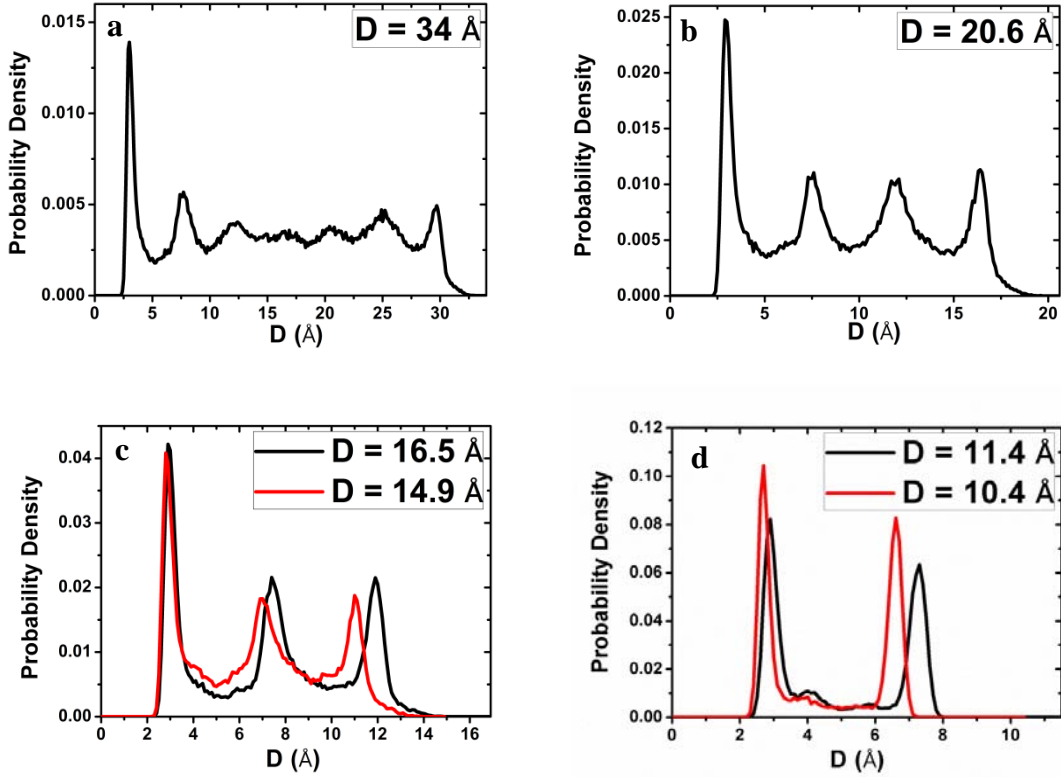 a
D = 34 Å
0.015
0.010
0.005
0.000
Probability Density
0 5 10 15 20 25 30
D (Å)
b
D = 20.6 Å
0.025
0.020
0.015
0.010
0.005
0.000
Probability Density
0 5 10 15 20
D (Å)
c
D = 16.5 Å
D = 14.9 Å
0.04
0.03
0.02
0.01
0.00
Probability Density
0 2 4 6 8 10 12 14 16
D (Å)
d
D = 11.4 Å
D = 10.4 Å
0.12
0.10
0.08
0.06
0.04
0.02
0.00
Probability Density
0 2 4 6 8 10
D (Å)